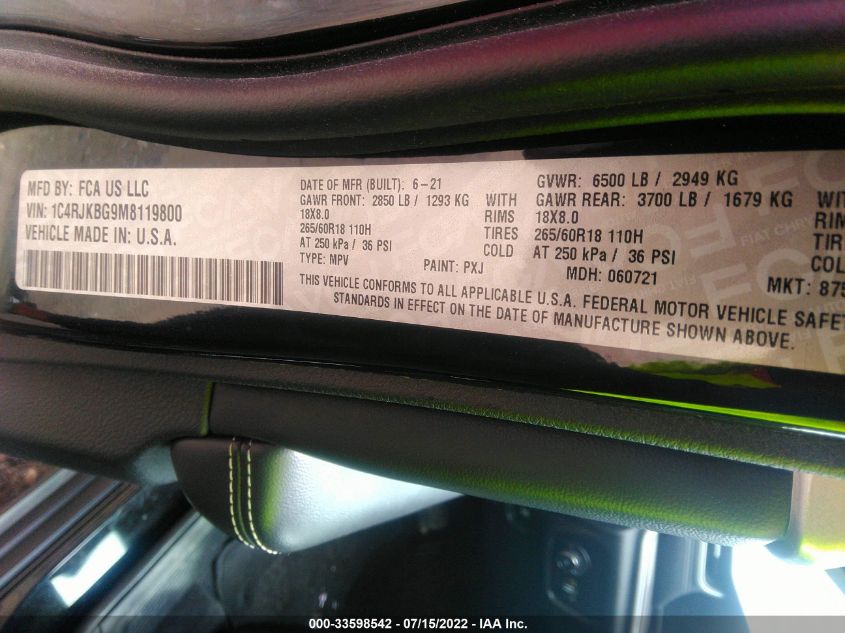 MFD BY: FCA US LLC
VIN: 1C4RJKBG9M8119800
VEHICLE MADE IN: U.S.A.
DATE OF MFR (BUILT): 6-21
GAWR FRONT: 2850 LB / 1293 KG WITH
18X8.0 RIMS
265/60R18 110H TIRES
AT 250 kPa / 36 PSI COLD
TYPE: MPV PAINT: PXJ
GVWR: 6500 LB / 2949 KG
GAWR REAR: 3700 LB / 1679 KG WITH
18X8.0 RIMS
265/60R18 110H
AT 250 kPa / 36 PSI
MDH: 060721 MKT:
THIS VEHICLE CONFORMS TO ALL APPLICABLE U.S.A. FEDERAL MOTOR VEHICLE
STANDARDS IN EFFECT ON THE DATE OF MANUFACTURE SHOWN ABOVE.
000-33598542 - 07/15/2022 - IAA Inc.